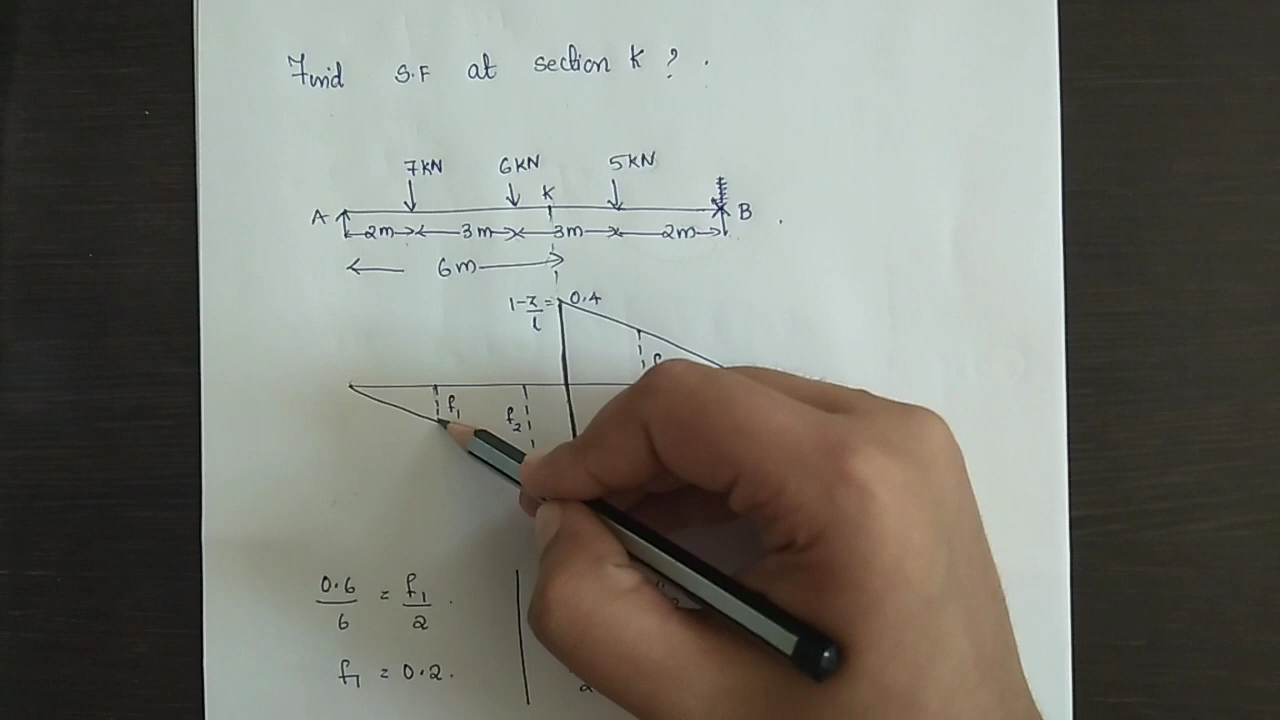 Find S.F at section K ? .
7KN 6KN 5KN
K
A B .
2m 3m 3m 2m
6m
1-x/l = 0.4
f1
f2
0.6/6 = f1/2 .
f1 = 0.2 .
2